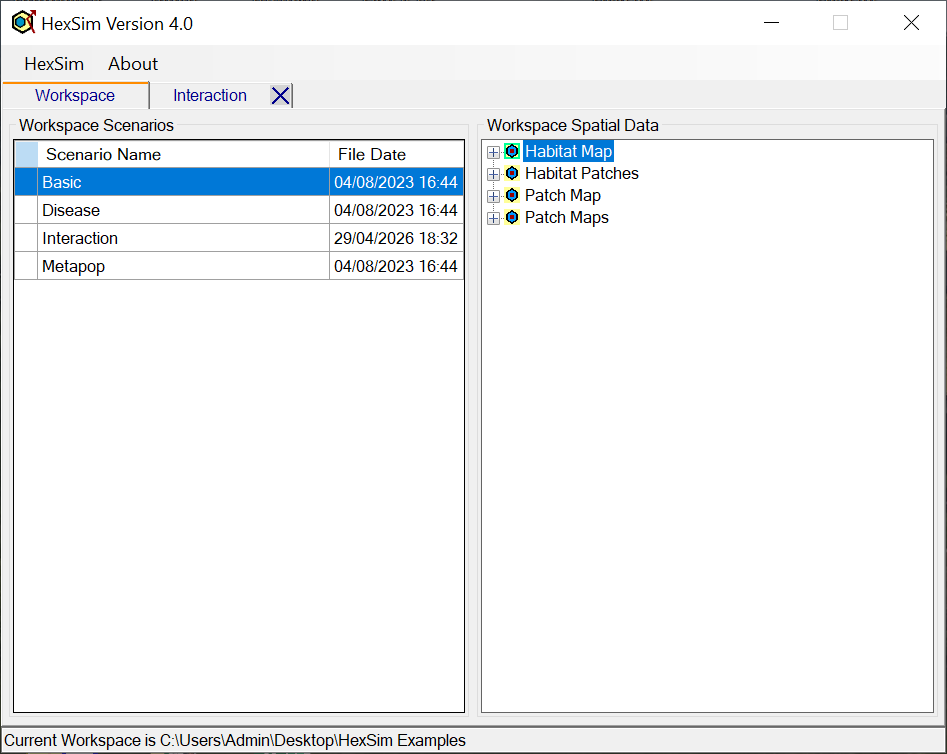 HexSim Version 4.0
HexSim About
Workspace Interaction
Workspace Scenarios
Scenario Name File Date
Basic 04/08/2023 16:44
Disease 04/08/2023 16:44
Interaction 29/04/2026 18:32
Metapop 04/08/2023 16:44
Workspace Spatial Data
Habitat Map
Habitat Patches
Patch Map
Patch Maps
Current Workspace is C:\Users\Admin\Desktop\HexSim Examples